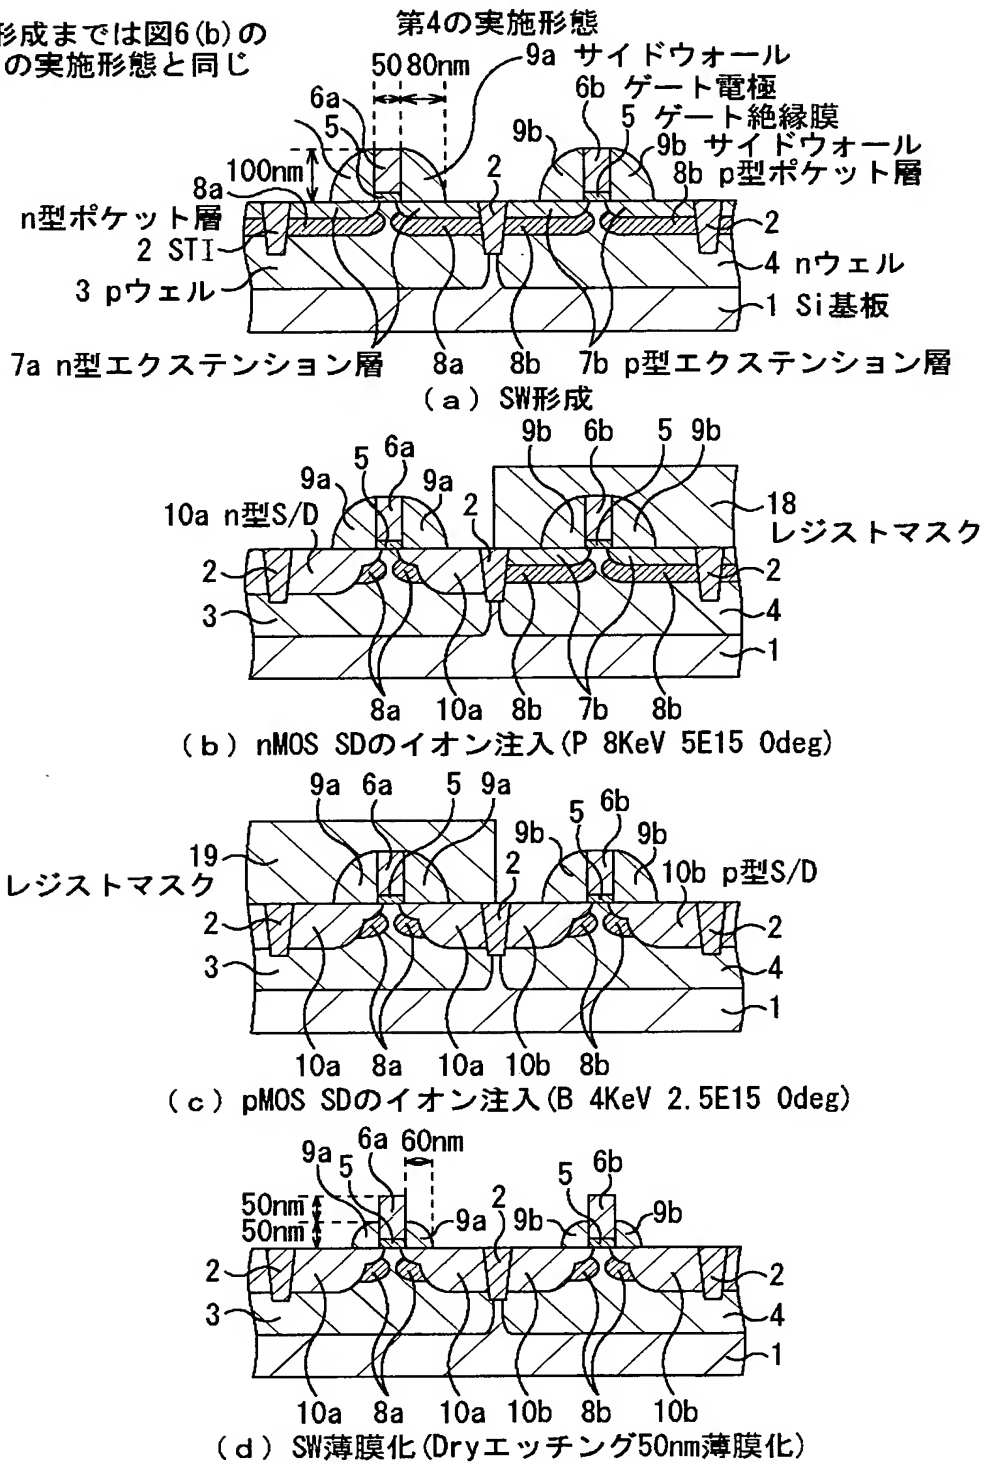 形成までは図6(b)の
の実施形態と同じ
第4の実施形態
50 80nm
9a サイドウォール
6a
6b ゲート電極
5
5 ゲート絶縁膜
9b
9b サイドウォール
100nm
8a
2
8b p型ポケット層
n型ポケット層
2
2 STI
4 nウェル
3 pウェル
1 Si基板
7a n型エクステンション層
8a
8b
7b p型エクステンション層
(a) SW形成
9b
6b
5
9b
6a
5
9a
9a
2
18
10a n型S/D
レジストマスク
2
2
3
4
1
8a
10a
8b
7b
8b
(b) nMOS SDのイオン注入(P 8KeV 5E15 0deg)
9a
6a
5
9a
6b
5
9b
9b
19
2
10b p型S/D
レジストマスク
2
2
3
4
1
10a
8a
10a
10b
8b
(c) pMOS SDのイオン注入(B 4KeV 2.5E15 0deg)
6a
60nm
9a
5
6b
5
50nm
2
9a
9b
9b
50nm
2
2
3
4
1
10a
8a
10a
10b
8b
10b
(d) SW薄膜化(Dryエッチング50nm薄膜化)